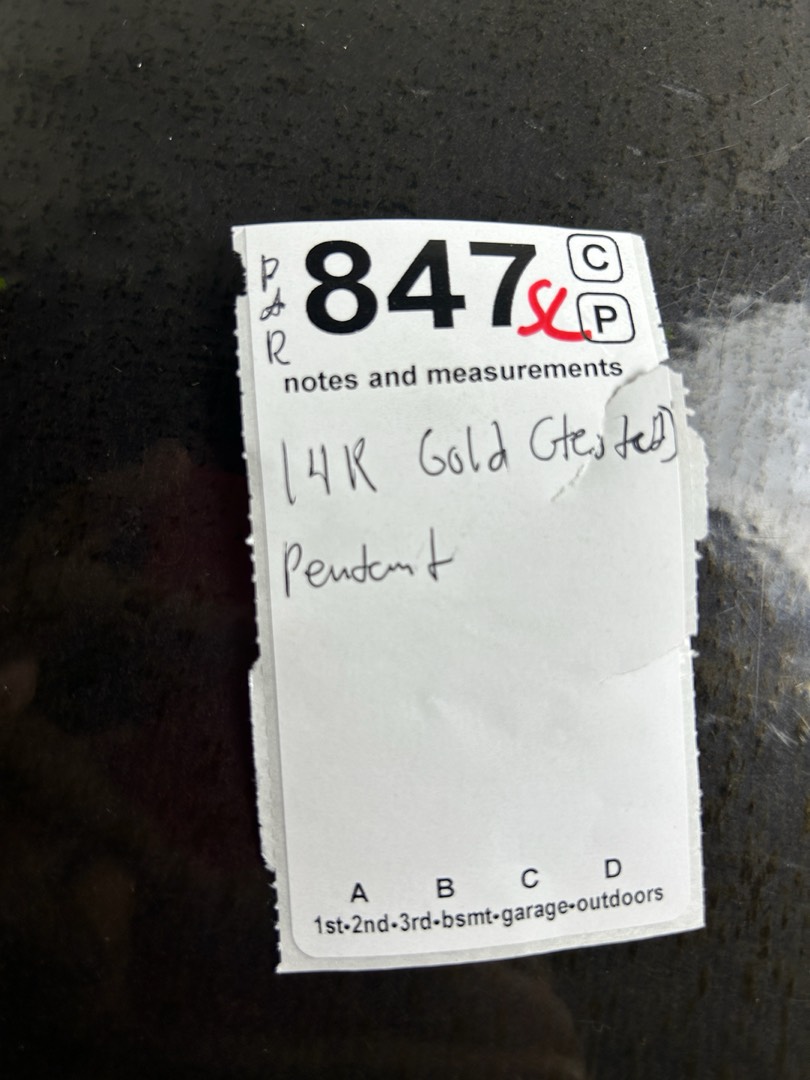 P
A
R
847
C
P
notes and measurements
14K Gold (tested)
Pendant
A B C D
1st-2nd-3rd-bsmt-garage-outdoors